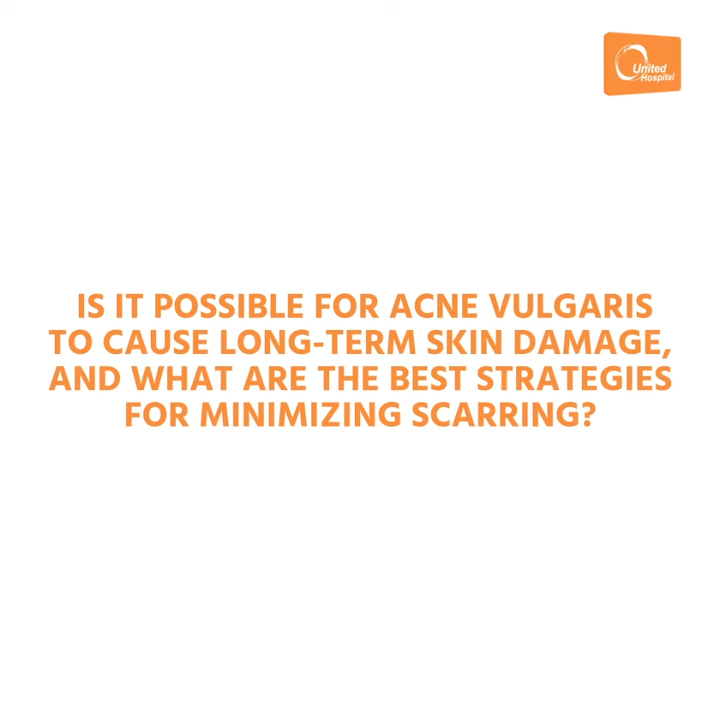 United
Hospital
IS IT POSSIBLE FOR ACNE VULGARIS
TO CAUSE LONG-TERM SKIN DAMAGE,
AND WHAT ARE THE BEST STRATEGIES
FOR MINIMIZING SCARRING?